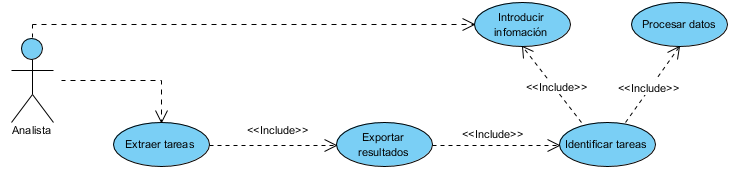 Introducir
infomación
Procesar datos
<<Include>>
<<Include>>
Analista
Extraer tareas
<<Include>>
Exportar
resultados
<<Include>>
Identificar tareas